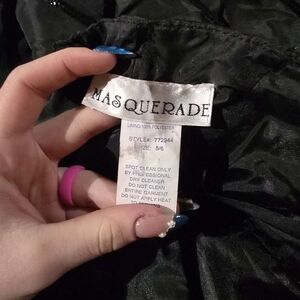 MASQUERADE
LINING 100% POLYESTER
STYLE#: 772944
SIZE: 5/6
SPOT CLEAN ONLY
BY PROFESSIONAL
DRY CLEANER
DO NOT CLEAN
ENTIRE GARMENT
DO NOT APPLY HEAT